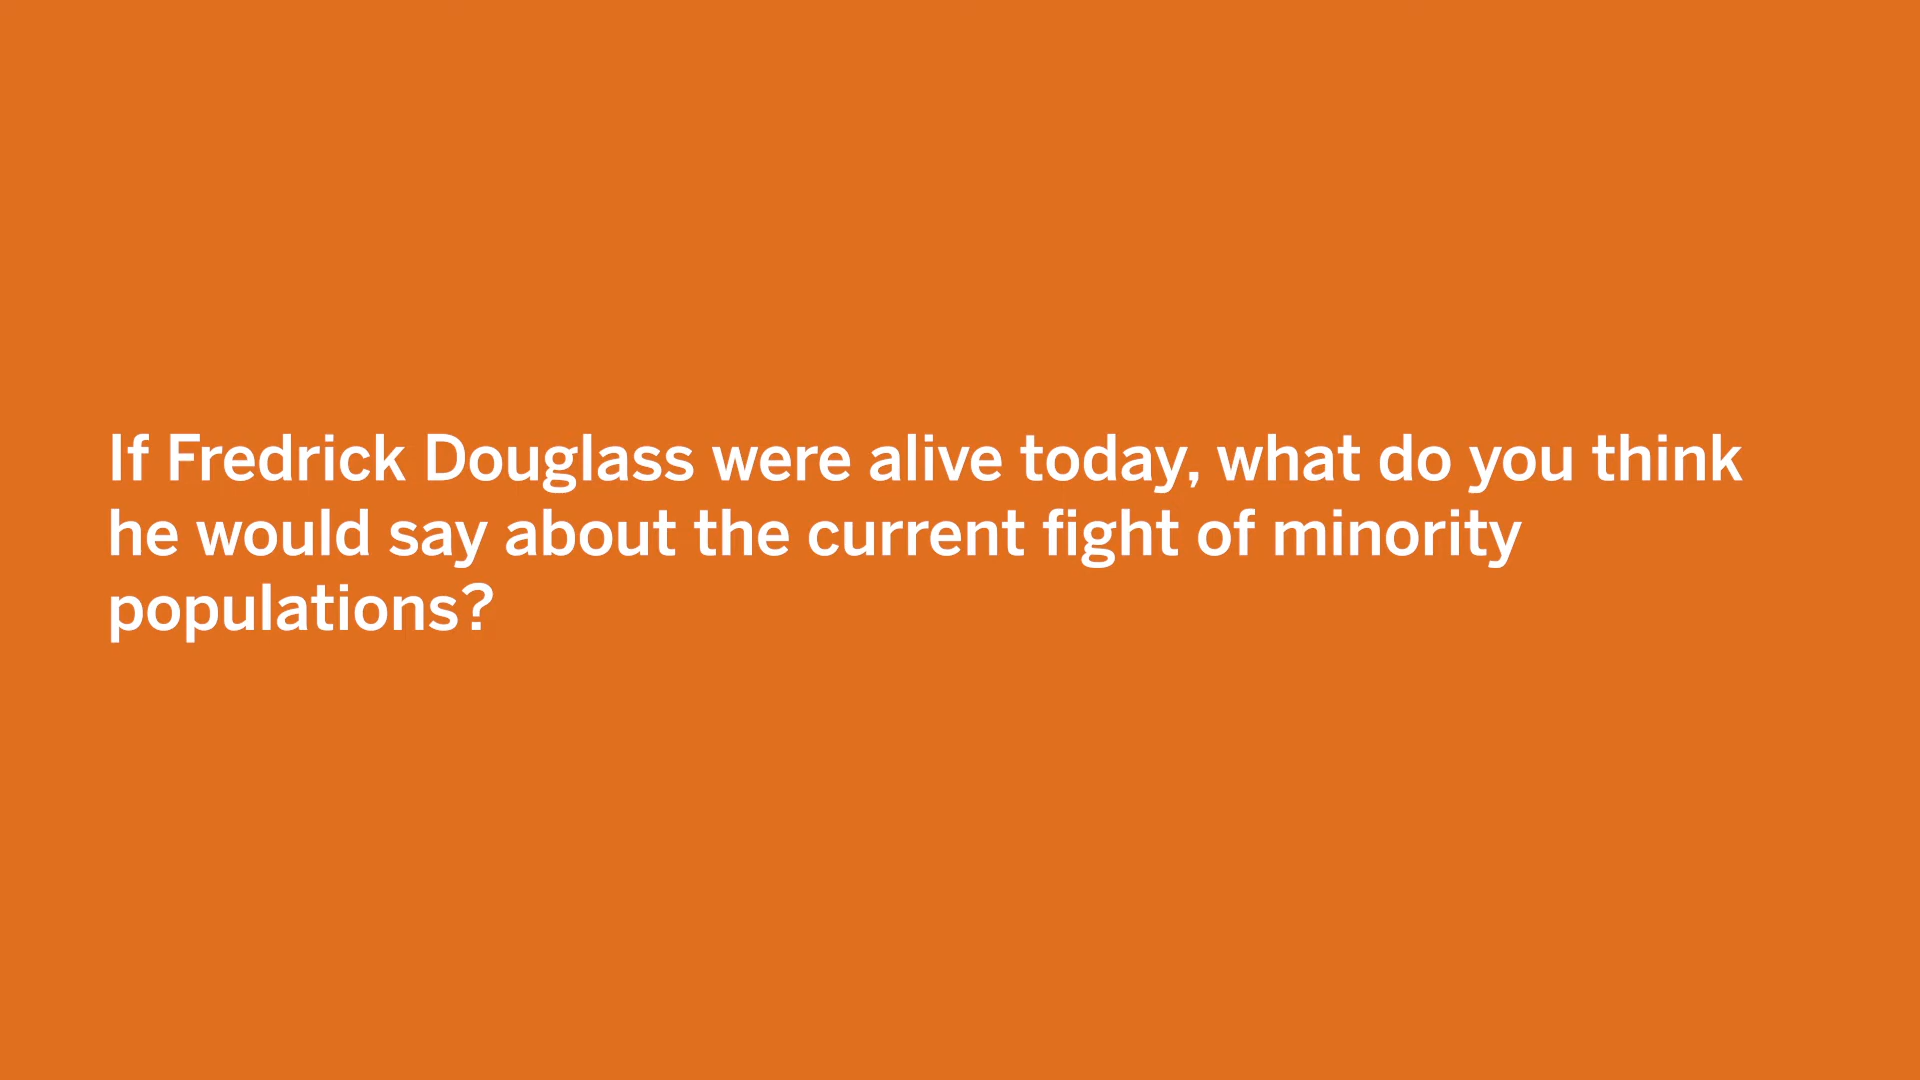 If Fredrick Douglass were alive today, what do you think
he would say about the current fight of minority
populations?